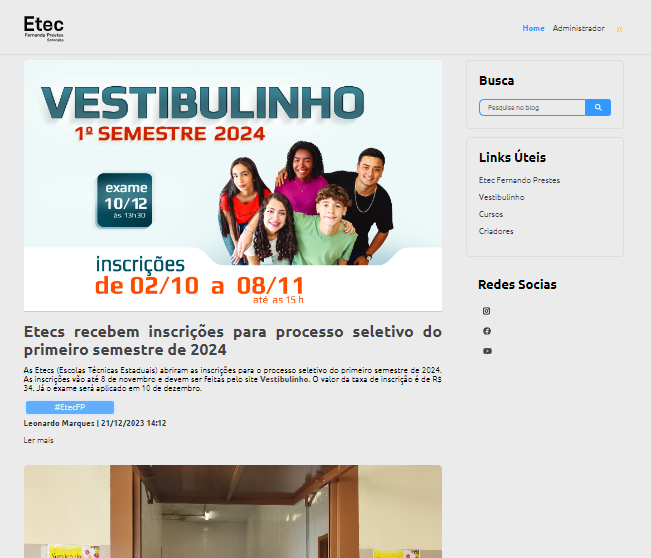 Etec
Fernando Prestes
Sorocaba
Home Administrador
VESTIBULINHO
1º SEMESTRE 2024
exame
10/12
às 13h30
inscrições
de 02/10 a 08/11
até as 15 h
Etecs recebem inscrições para processo seletivo do
primeiro semestre de 2024
As Etecs (Escolas Técnicas Estaduais) abriram as inscrições para o processo seletivo do primeiro semestre de 2024.
As inscrições vão até 8 de novembro e devem ser feitas pelo site Vestibulinho. O valor da taxa de inscrição é de R$
34. Já o exame será aplicado em 10 de dezembro.
#EtecFP
Leonardo Marques | 21/12/2023 14:12
Ler mais
Busca
Pesquise no blog
Links Úteis
Etec Fernando Prestes
Vestibulinho
Cursos
Criadores
Redes Socias